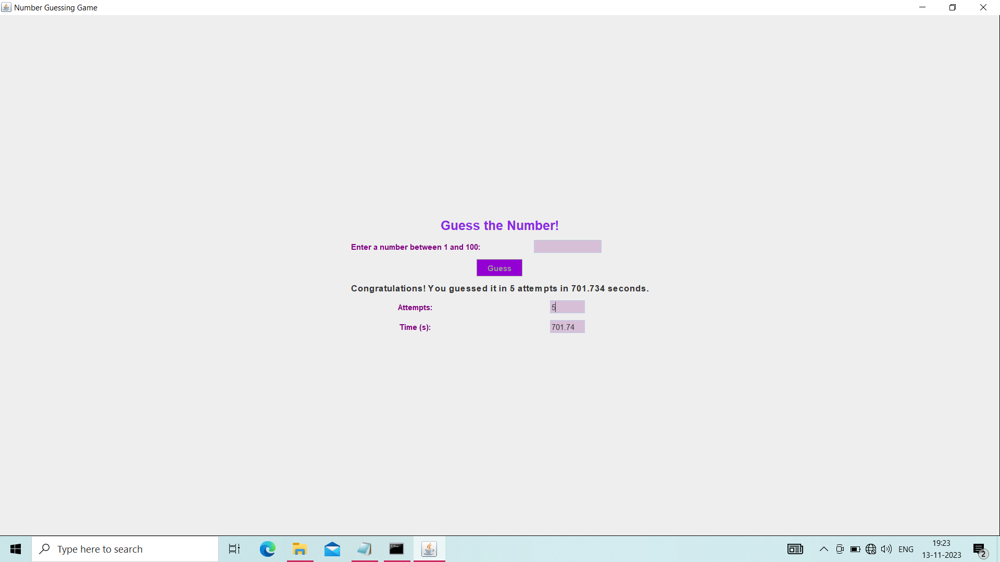 Number Guessing Game
Guess the Number!
Enter a number between 1 and 100:
Guess
Congratulations! You guessed it in 5 attempts in 701.734 seconds.
Attempts: 5
Time (s): 701.74
Type here to search
ENG
19:23
13-11-2023
2